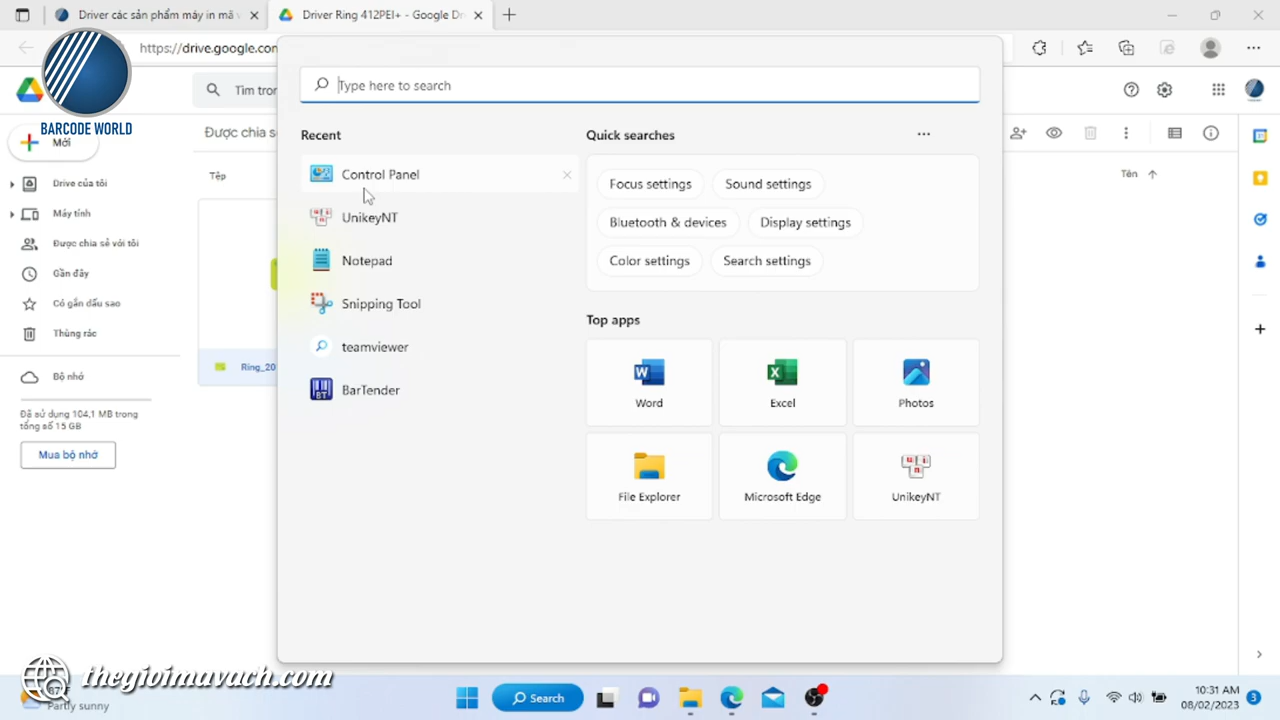 Driver các sản phẩm máy in mã v
Driver Ring 412PEI+ - Google Dr
https://drive.google.com
BARCODE WORLD
Tìm tron
Type here to search
Recent
Control Panel
UnikeyNT
Notepad
Snipping Tool
teamviewer
BarTender
Quick searches
Focus settings
Sound settings
Bluetooth & devices
Display settings
Color settings
Search settings
Top apps
Word
Excel
Photos
File Explorer
Microsoft Edge
UnikeyNT
Mới
Drive của tôi
Máy tính
Được chia sẻ với tôi
Gần đây
Có gắn dấu sao
Thùng rác
Bộ nhớ
Đã sử dụng 104,1 MB trong
tổng số 15 GB
Mua bộ nhớ
Được chia s
Tệp
Ring_20
Tên
thegioimavach.com
Partly sunny
Search
10:31 AM
08/02/2023
3